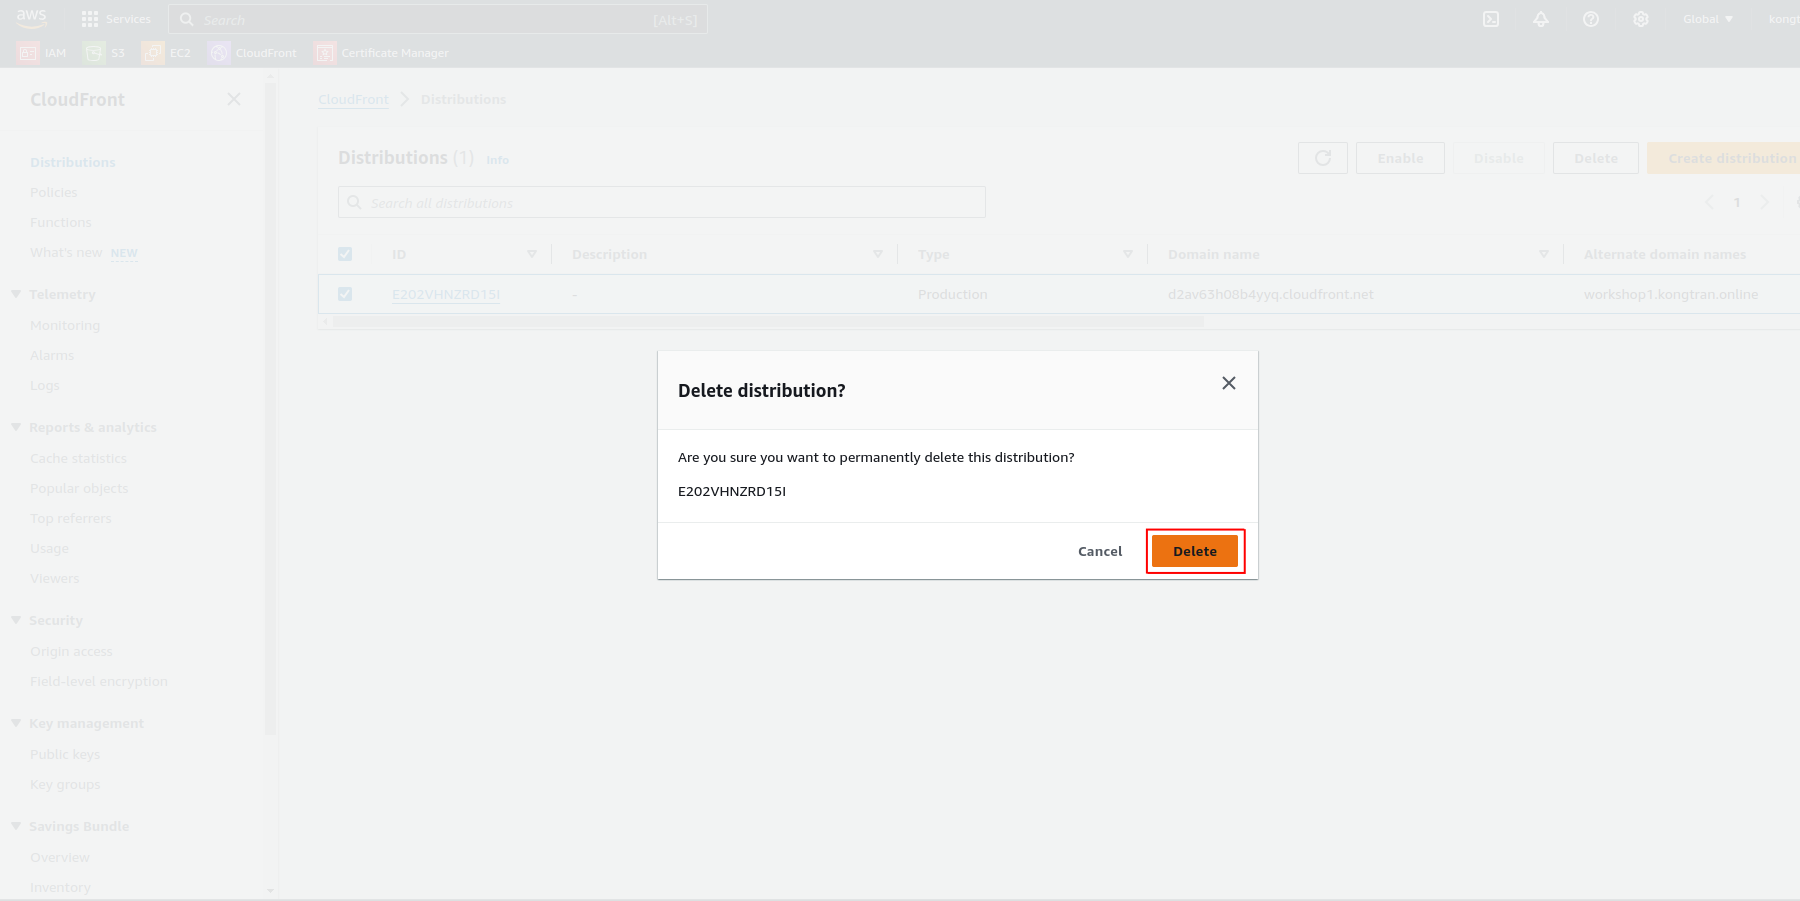 aws Services Search [Alt+S] Global kongt
IAM S3 EC2 CloudFront Certificate Manager
CloudFront
Distributions
Policies
Functions
What's new NEW
Telemetry
Monitoring
Alarms
Logs
Reports & analytics
Cache statistics
Popular objects
Top referrers
Usage
Viewers
Security
Origin access
Field-level encryption
Key management
Public keys
Key groups
Savings Bundle
Overview
Inventory
CloudFront Distributions
Distributions (1) Info Enable Disable Delete Create distribution
Search all distributions 1
ID Description Type Domain name Alternate domain names
E202VHNZRD15I - Production d2av63h08b4yyq.cloudfront.net workshop1.kongtran.online
Delete distribution?
Are you sure you want to permanently delete this distribution?
E202VHNZRD15I
Cancel Delete